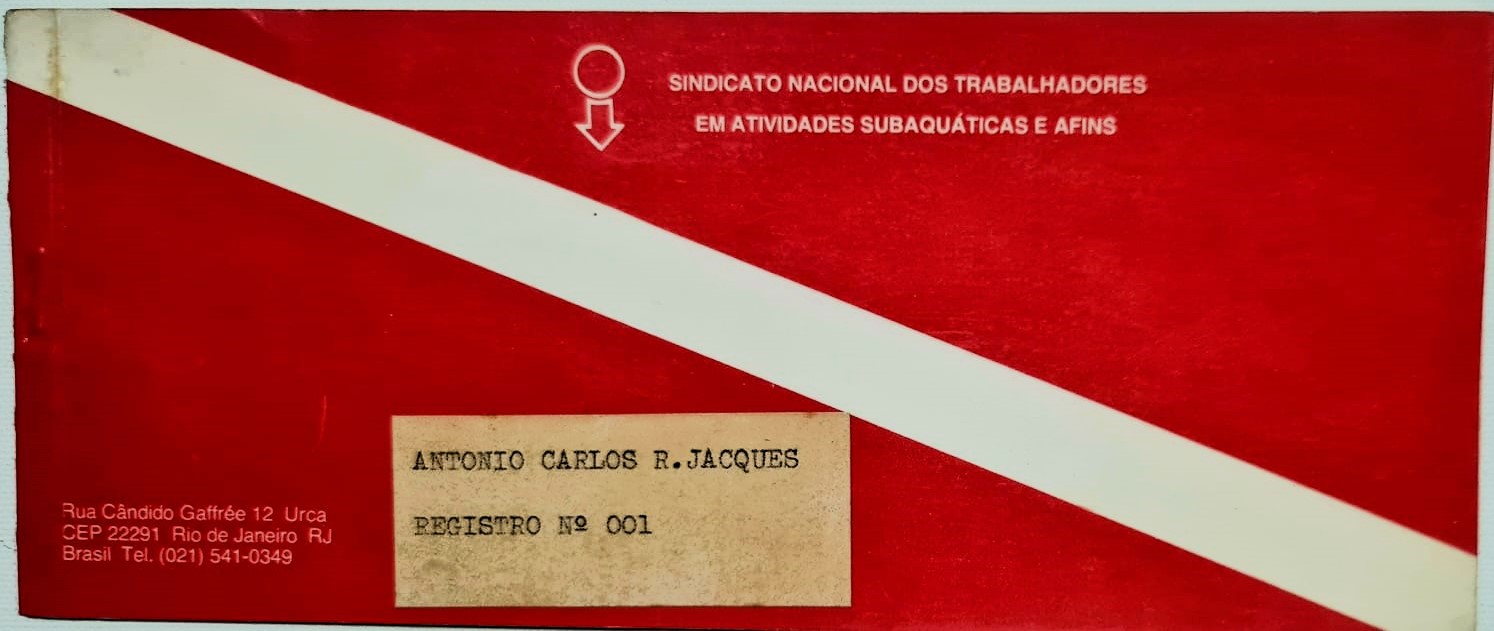 SINDICATO NACIONAL DOS TRABALHADORES
EM ATIVIDADES SUBAQUÁTICAS E AFINS
ANTONIO CARLOS R.JACQUES
REGISTRO Nº 001
Rua Cândido Gaffrée 12 Urca
CEP 22291 Rio de Janeiro RJ
Brasil Tel. (021) 541-0349